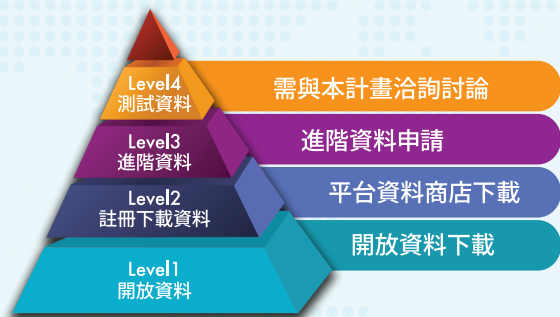 Level4
測試資料
需與本計畫洽詢討論
Level3
進階資料
進階資料申請
Level2
註冊下載資料
平台資料商店下載
Level1
開放資料
開放資料下載